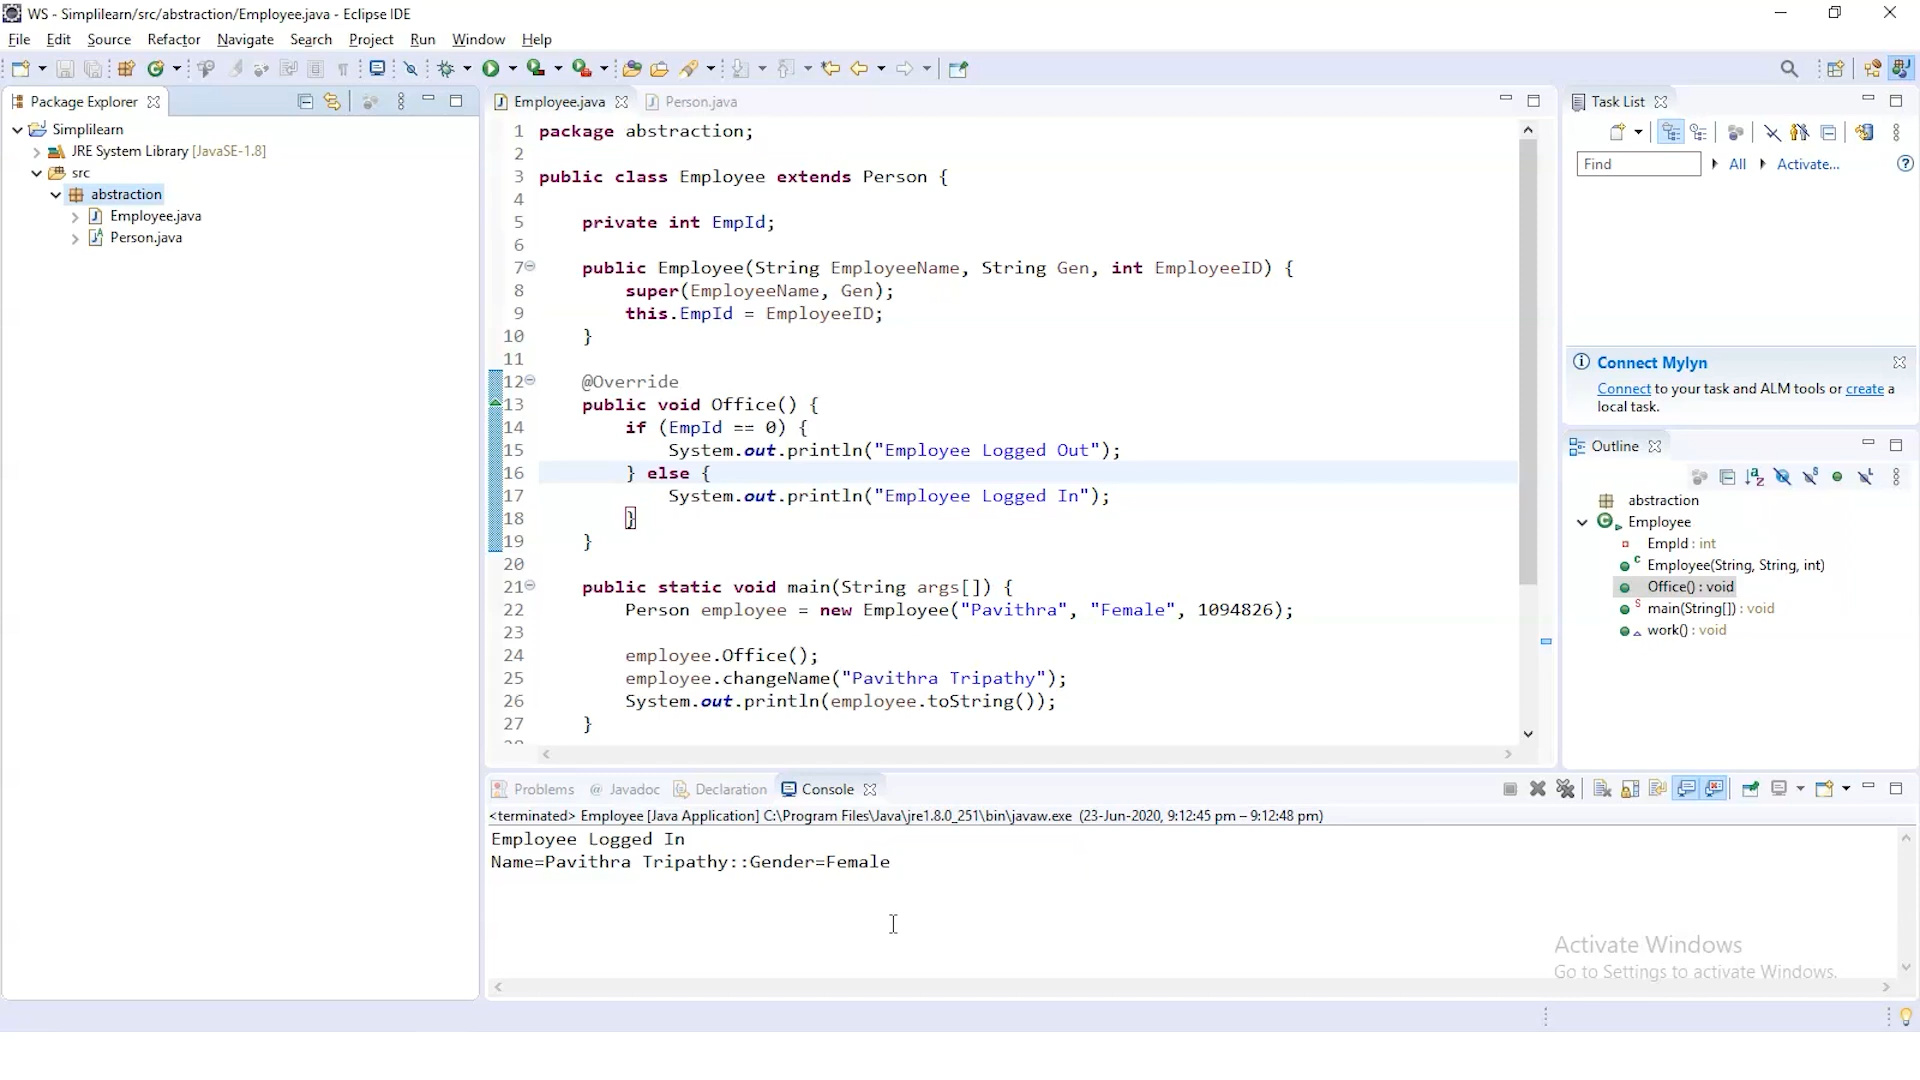 WS - Simplilearn/src/abstraction/Employee.java - Eclipse IDE
File Edit Source Refactor Navigate Search Project Run Window Help
Package Explorer
Simplilearn
JRE System Library [JavaSE-1.8]
src
abstraction
Employee.java
Person.java
Employee.java Person.java
1 package abstraction;
2
3 public class Employee extends Person {
4
5 private int EmpId;
6
7 public Employee(String EmployeeName, String Gen, int EmployeeID) {
8 super(EmployeeName, Gen);
9 this.EmpId = EmployeeID;
10 }
11
12 @Override
13 public void Office() {
14 if (EmpId == 0) {
15 System.out.println("Employee Logged Out");
16 } else {
17 System.out.println("Employee Logged In");
18 }
19 }
20
21 public static void main(String args[]) {
22 Person employee = new Employee("Pavithra", "Female", 1094826);
23
24 employee.Office();
25 employee.changeName("Pavithra Tripathy");
26 System.out.println(employee.toString());
27 }
Task List
Find All Activate...
Connect Mylyn
Connect to your task and ALM tools or create a
local task.
Outline
abstraction
Employee
EmpId : int
Employee(String, String, int)
Office() : void
main(String[]) : void
work() : void
Problems @ Javadoc Declaration Console
<terminated> Employee [Java Application] C:\Program Files\Java\jre1.8.0_251\bin\javaw.exe (23-Jun-2020, 9:12:45 pm – 9:12:48 pm)
Employee Logged In
Name=Pavithra Tripathy::Gender=Female
Activate Windows
Go to Settings to activate Windows.